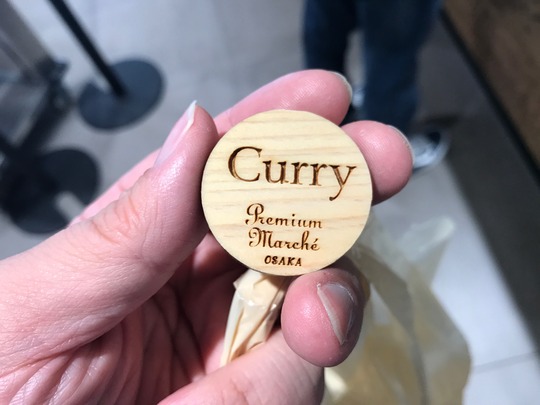 Curry
Premium
Marché
OSAKA